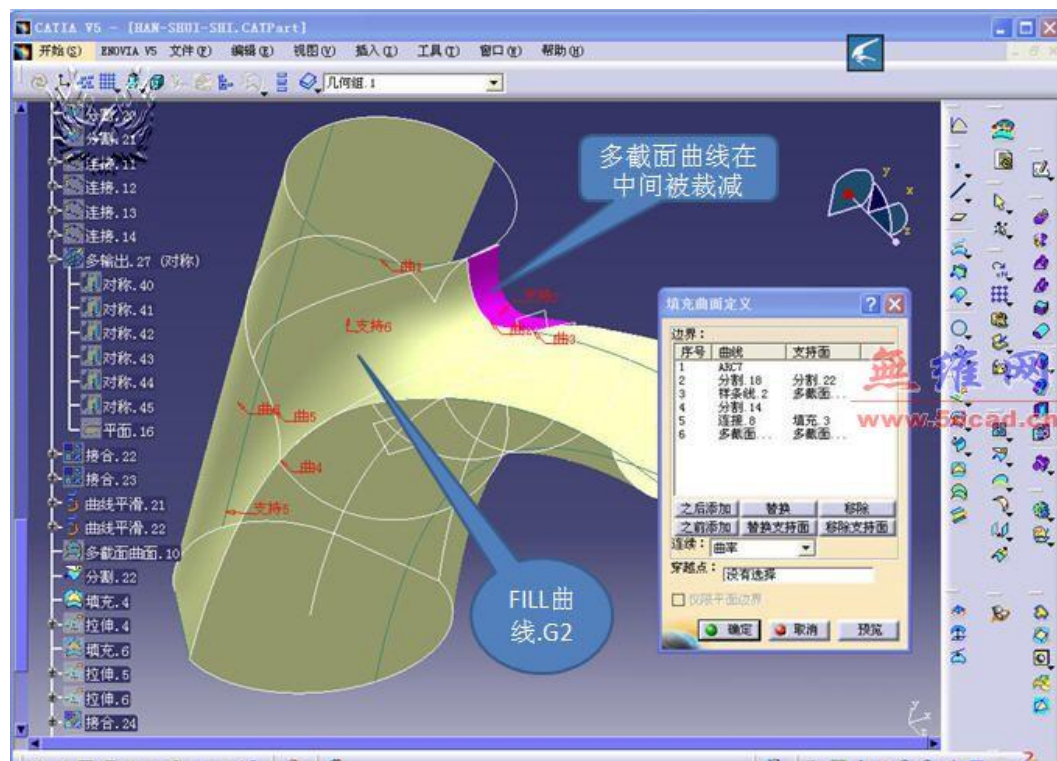 CATIA V5 - [HAN-SHUI-SHI.CATPart]
开始(S) ENOVIA V5 文件(F) 编辑(E) 视图(V) 插入(I) 工具(T) 窗口(W) 帮助(H)
几何组.1
分割.21
连接.12
连接.13
连接.14
多输出.27 (对称)
对称.40
对称.41
对称.42
对称.43
对称.44
对称.45
平面.16
接合.22
接合.23
曲线平滑.21
曲线平滑.22
多截面曲面.10
分割.22
填充.4
拉伸.4
填充.6
拉伸.5
拉伸.6
接合.24
多截面曲线在
中间被裁减
曲1
支持6
曲3
曲5
曲4
支持5
FILL曲
线.G2
y
x
z
填充曲面定义
边界:
序号 曲线 支持面
1 ABC7
2 分割.18 分割.22
3 样条线.2 多截面...
4 分割.14
5 连接.8 填充.3
6 多截面... 多截面...
之后添加 替换 移除
之前添加 替换支持面 移除支持面
连续: 曲率
穿越点: 没有选择
仅限平面边界
确定 取消 预览
無维网
www.5dcad.cn